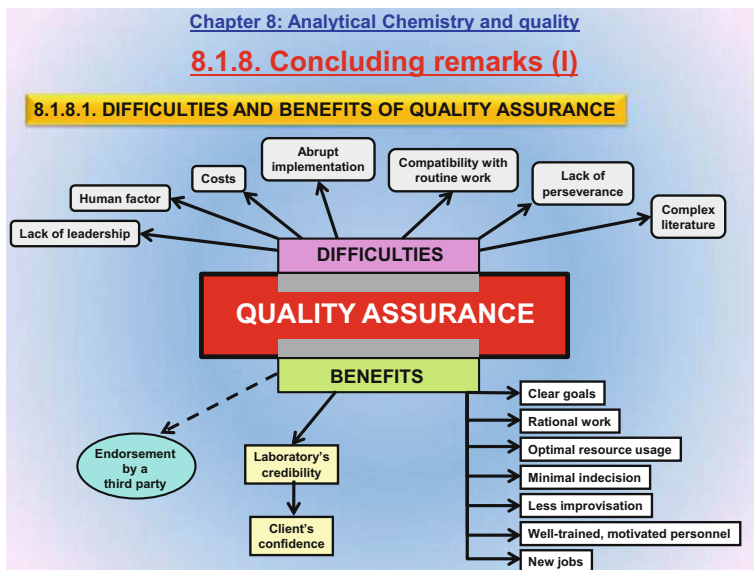 Chapter 8: Analytical Chemistry and quality
8.1.8. Concluding remarks (I)
8.1.8.1. DIFFICULTIES AND BENEFITS OF QUALITY ASSURANCE
Abrupt
implementation
Compatibility with
routine work
Lack of
perseverance
Costs
Human factor
Complex
literature
Lack of leadership
DIFFICULTIES
QUALITY ASSURANCE
BENEFITS
Endorsement
by a
third party
Laboratory's
credibility
Client's
confidence
Clear goals
Rational work
Optimal resource usage
Minimal indecision
Less improvisation
Well-trained, motivated personnel
New jobs